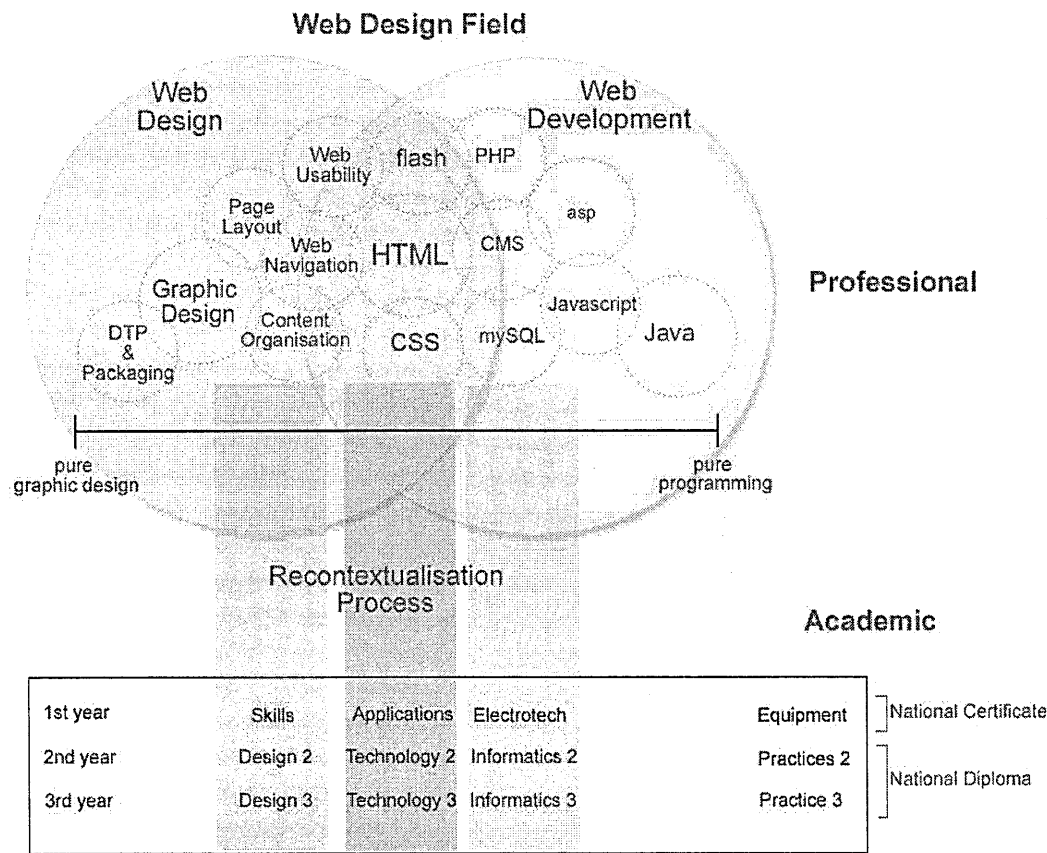 Web Design Field
Web
Design
Web
Development
Web
Usability
flash
PHP
Page
Layout
asp
Web
Navigation
HTML
CMS
Professional
Graphic
Design
Content
Organisation
Javascript
DTP
&
Packaging
CSS
mySQL
Java
pure
graphic design
pure
programming
Recontextualisation
Process
Academic
1st year Skills Applications Electrotech Equipment National Certificate
2nd year Design 2 Technology 2 Informatics 2 Practices 2
National Diploma
3rd year Design 3 Technology 3 Informatics 3 Practice 3